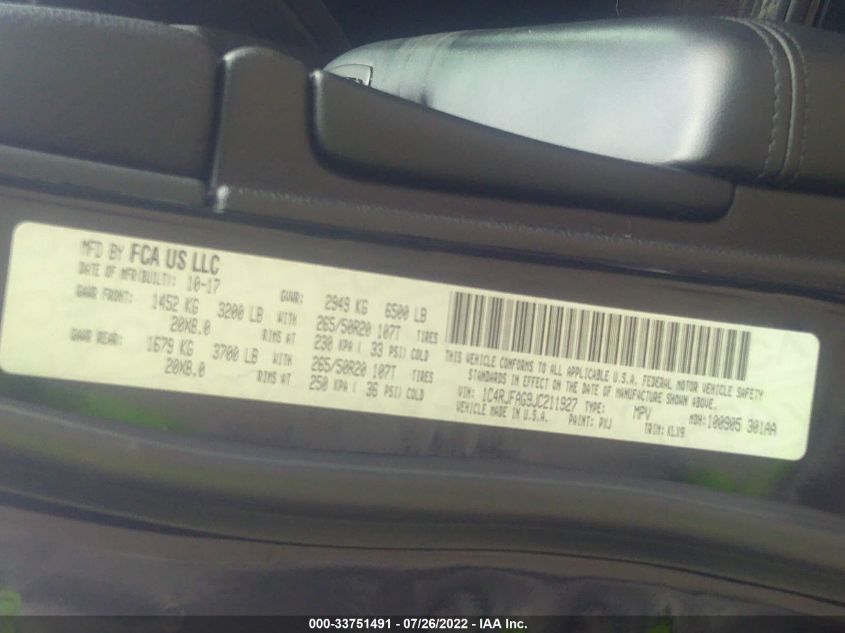 MFD BY FCA US LLC
DATE OF MFR(BUILT): 10-17 GVWR: 2949 KG 6500 LB
GAWR FRONT: 1452 KG 3200 LB WITH 265/50R20 107T TIRES
20X8.0 RIMS AT 230 KPA ( 33 PSI) COLD
GAWR REAR: 1679 KG 3700 LB WITH 265/50R20 107T TIRES
20X8.0 RIMS AT 250 KPA ( 36 PSI) COLD
THIS VEHICLE CONFORMS TO ALL APPLICABLE U.S.A. FEDERAL MOTOR VEHICLE SAFETY
STANDARDS IN EFFECT ON THE DATE OF MANUFACTURE SHOWN ABOVE.
VIN: 1C4RJFAG9JC211927 TYPE: MPV MDH:100905 301AA
VEHICLE MADE IN U.S.A. PAINT: PXJ TRIM: KLX9
000-33751491 - 07/26/2022 - IAA Inc.